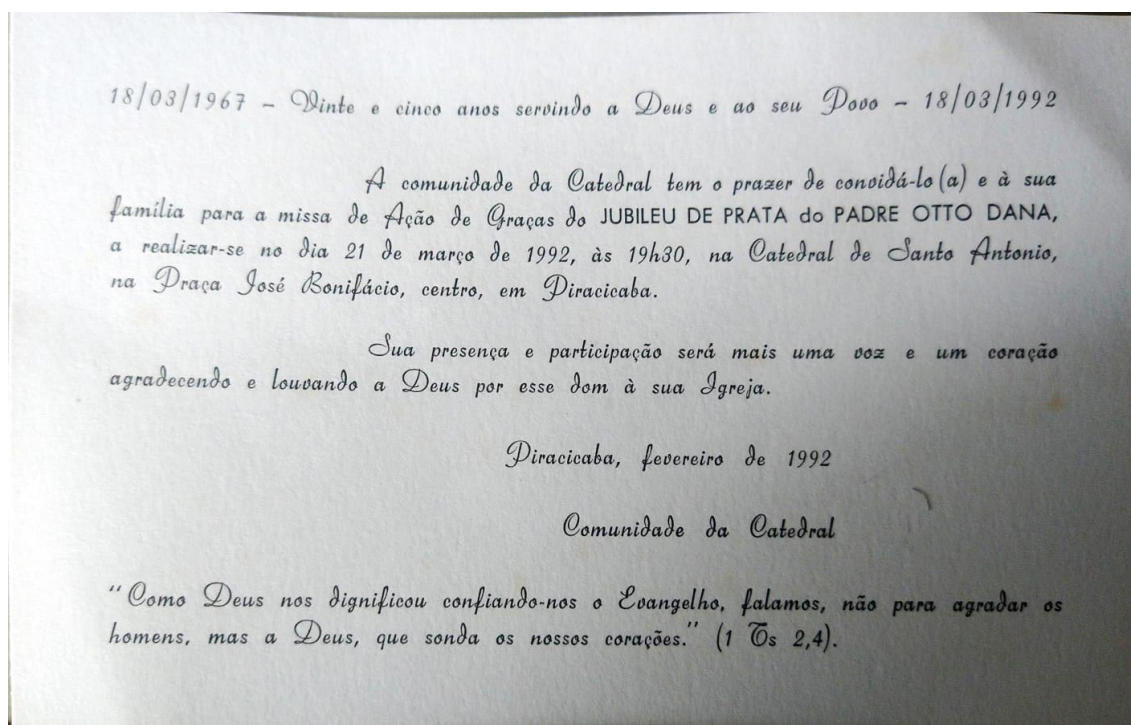 18/03/1967 – Vinte e cinco anos servindo a Deus e ao seu Povo – 18/03/1992
A comunidade da Catedral tem o prazer de convidá-lo(a) e à sua
família para a missa de Ação de Graças do JUBILEU DE PRATA do PADRE OTTO DANA,
a realizar-se no dia 21 de março de 1992, às 19h30, na Catedral de Santo Antonio,
na Praça José Bonifácio, centro, em Piracicaba.
Sua presença e participação será mais uma voz e um coração
agradecendo e louvando a Deus por esse dom à sua Igreja.
Piracicaba, fevereiro de 1992
Comunidade da Catedral
"Como Deus nos dignificou confiando-nos o Evangelho, falamos, não para agradar os
homens, mas a Deus, que sonda os nossos corações." (1 Ts 2,4).